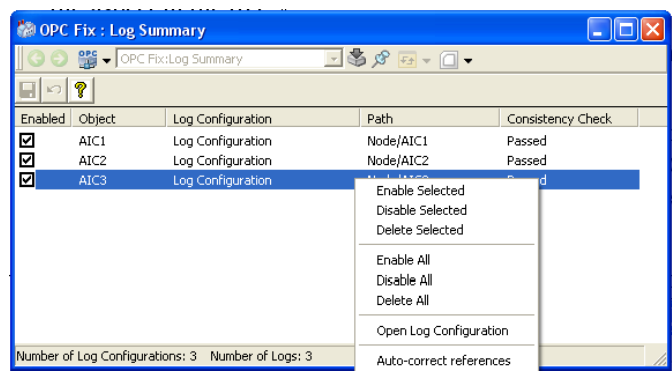 OPC Fix : Log Summary
OPC Fix:Log Summary
Enabled Object Log Configuration Path Consistency Check
AIC1 Log Configuration Node/AIC1 Passed
AIC2 Log Configuration Node/AIC2 Passed
AIC3 Log Configuration
Enable Selected
Disable Selected
Delete Selected
Enable All
Disable All
Delete All
Open Log Configuration
Auto-correct references
Number of Log Configurations: 3 Number of Logs: 3